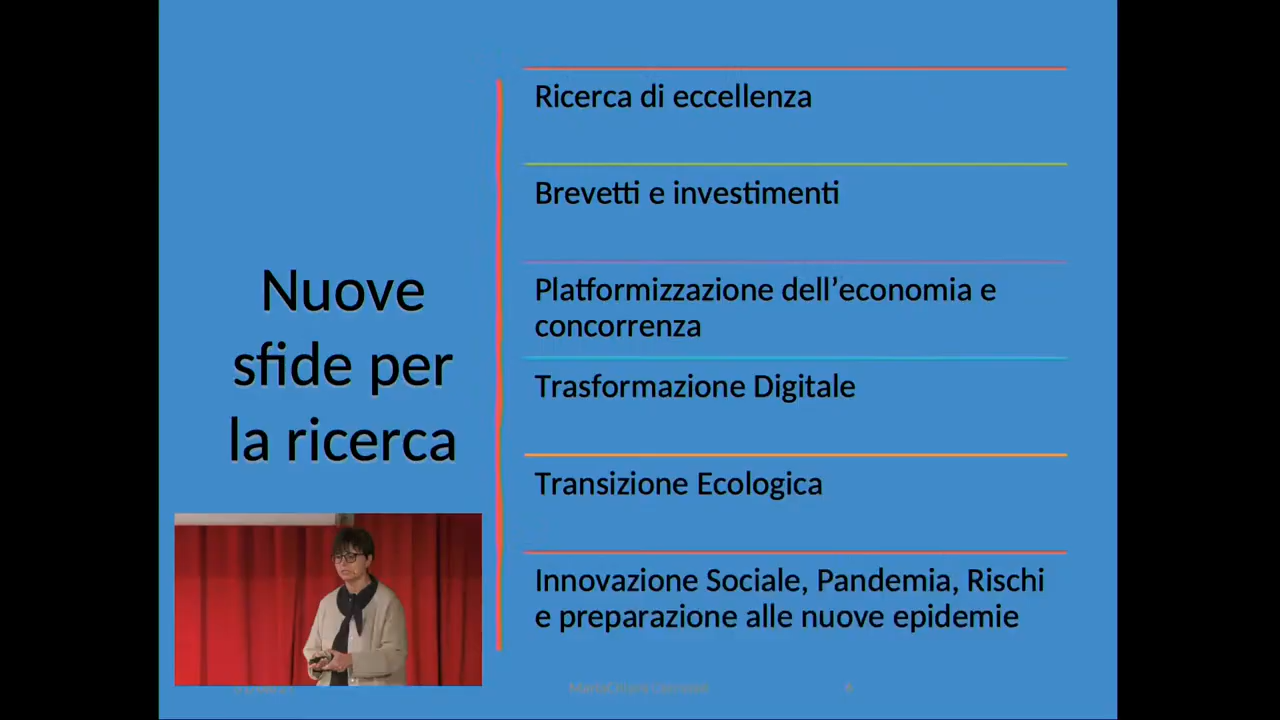 Nuove
sfide per
la ricerca
Ricerca di eccellenza
Brevetti e investimenti
Platformizzazione dell’economia e
concorrenza
Trasformazione Digitale
Transizione Ecologica
Innovazione Sociale, Pandemia, Rischi
e preparazione alle nuove epidemie